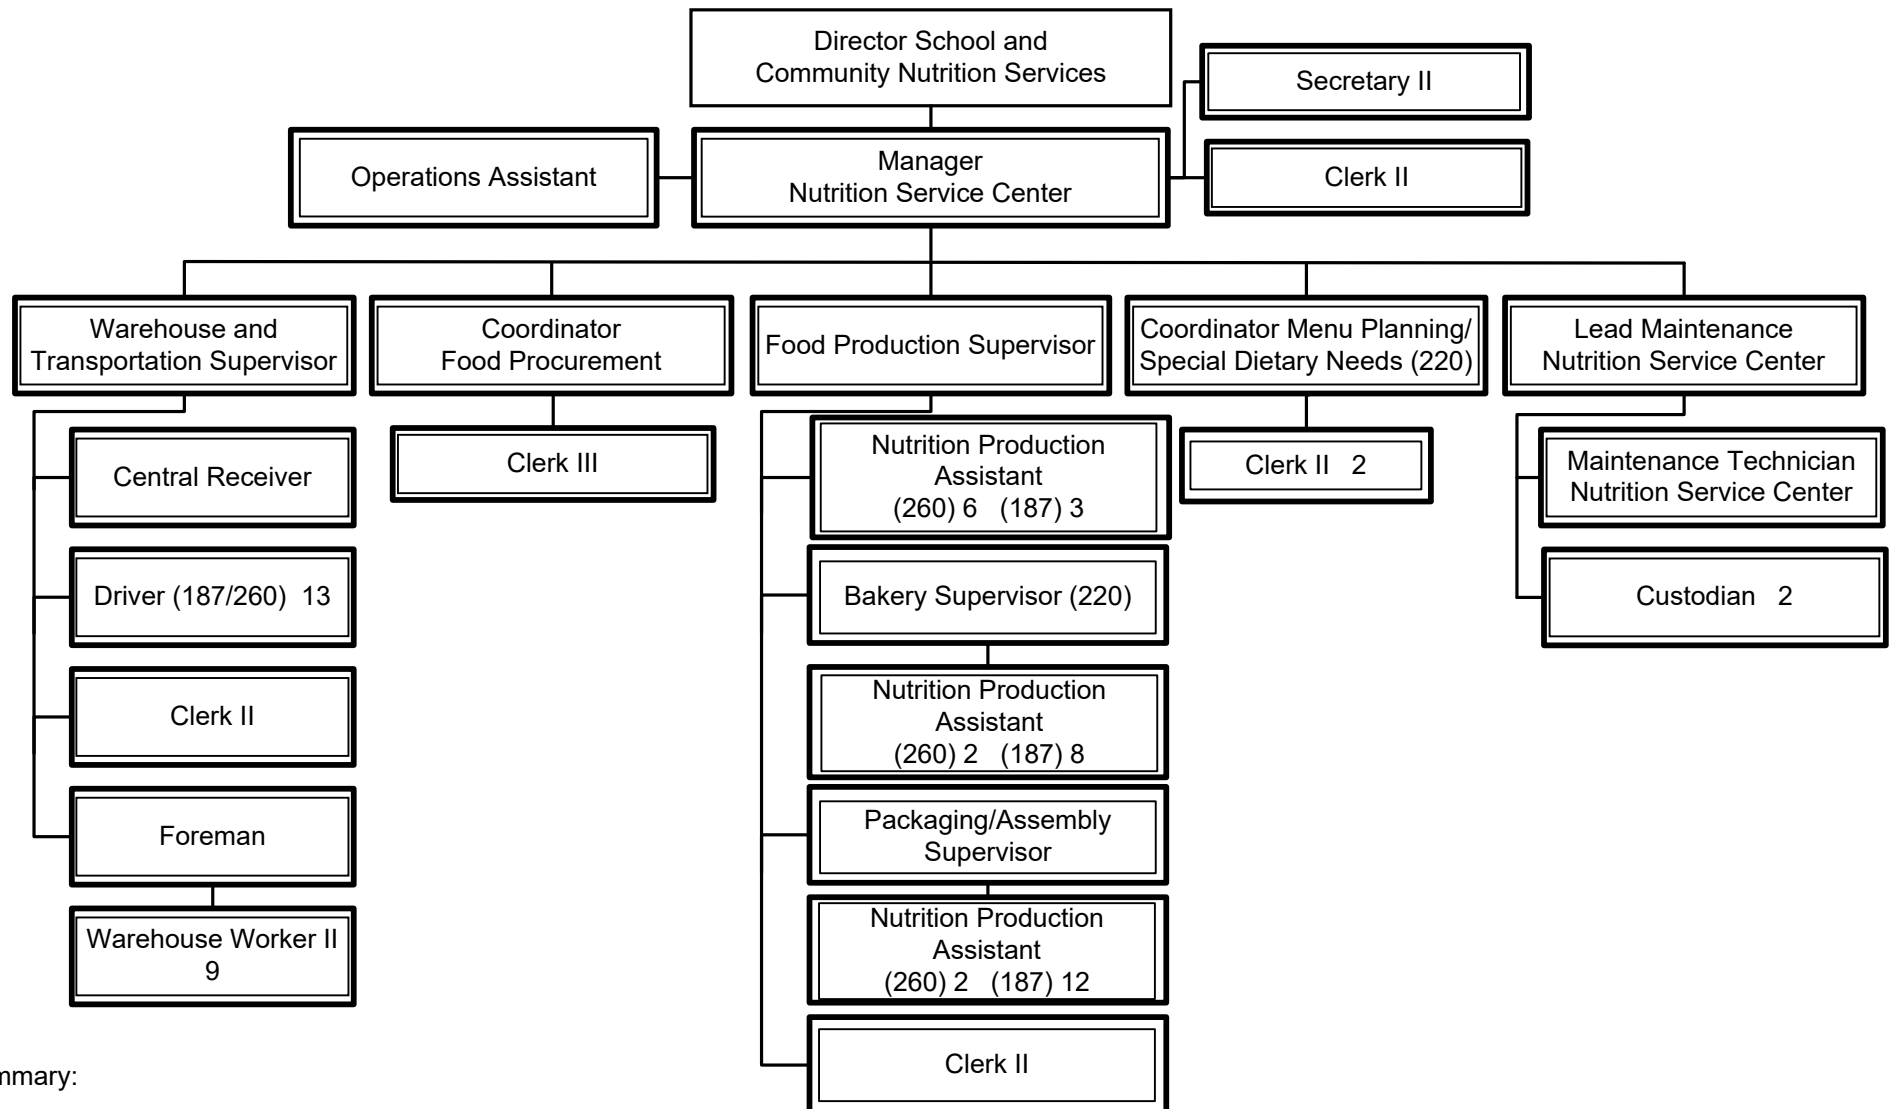 Director School and
Community Nutrition Services
Secretary II
Operations Assistant
Manager
Nutrition Service Center
Clerk II
Warehouse and
Transportation Supervisor
Coordinator
Food Procurement
Food Production Supervisor
Coordinator Menu Planning/
Special Dietary Needs (220)
Lead Maintenance
Nutrition Service Center
Central Receiver
Driver (187/260) 13
Clerk II
Foreman
Warehouse Worker II
9
Clerk III
Nutrition Production
Assistant
(260) 6 (187) 3
Bakery Supervisor (220)
Nutrition Production
Assistant
(260) 2 (187) 8
Packaging/Assembly
Supervisor
Nutrition Production
Assistant
(260) 2 (187) 12
Clerk II
Clerk II 2
Maintenance Technician
Nutrition Service Center
Custodian 2
mmary: